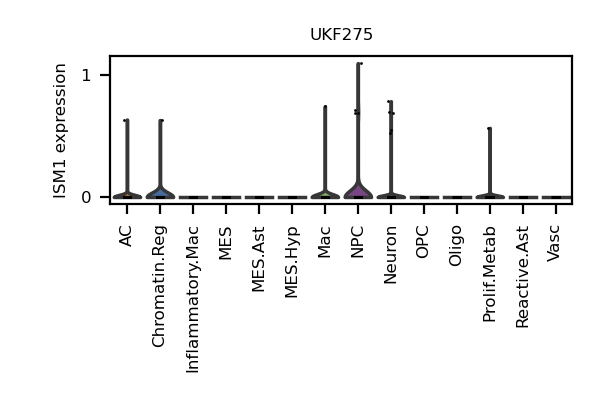 UKF275
ISM1 expression
1
0
AC
Chromatin.Reg
Inflammatory.Mac
MES
MES.Ast
MES.Hyp
Mac
NPC
Neuron
OPC
Oligo
Prolif.Metab
Reactive.Ast
Vasc